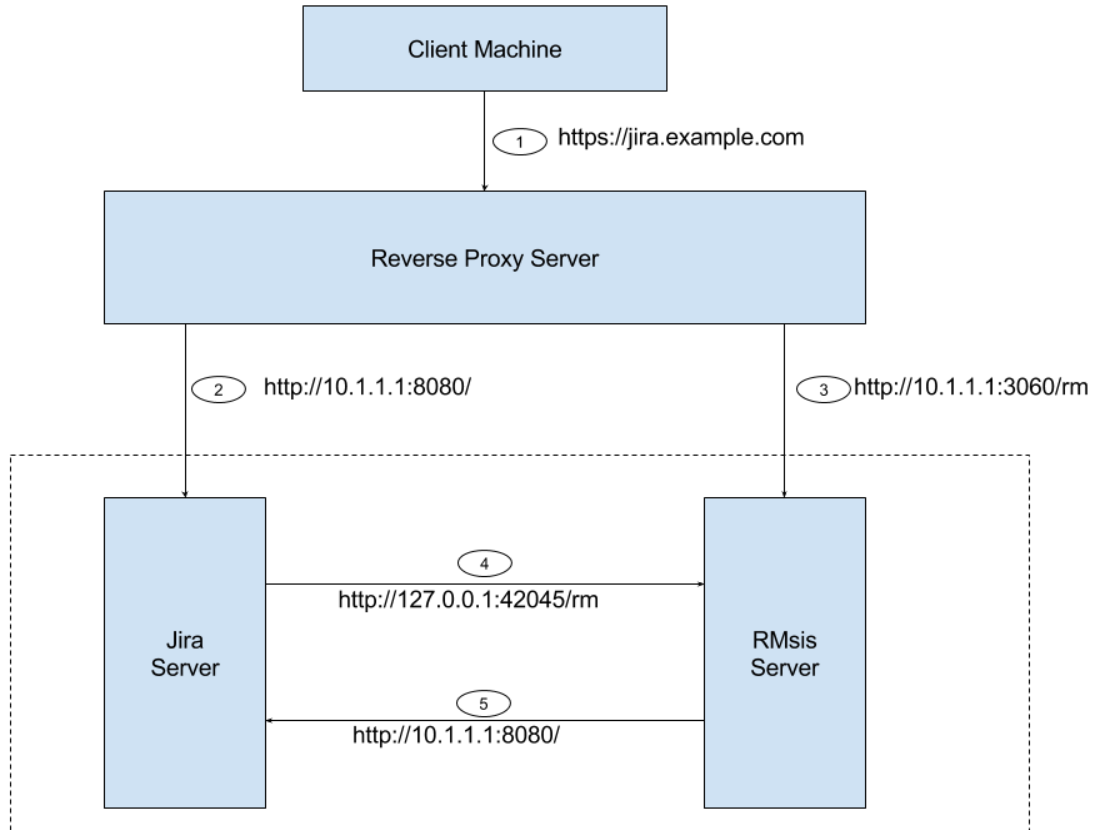 Client Machine
1 https://jira.example.com
Reverse Proxy Server
2 http://10.1.1.1:8080/
3 http://10.1.1.1:3060/rm
4
http://127.0.0.1:42045/rm
Jira
Server
RMsis
Server
5
http://10.1.1.1:8080/